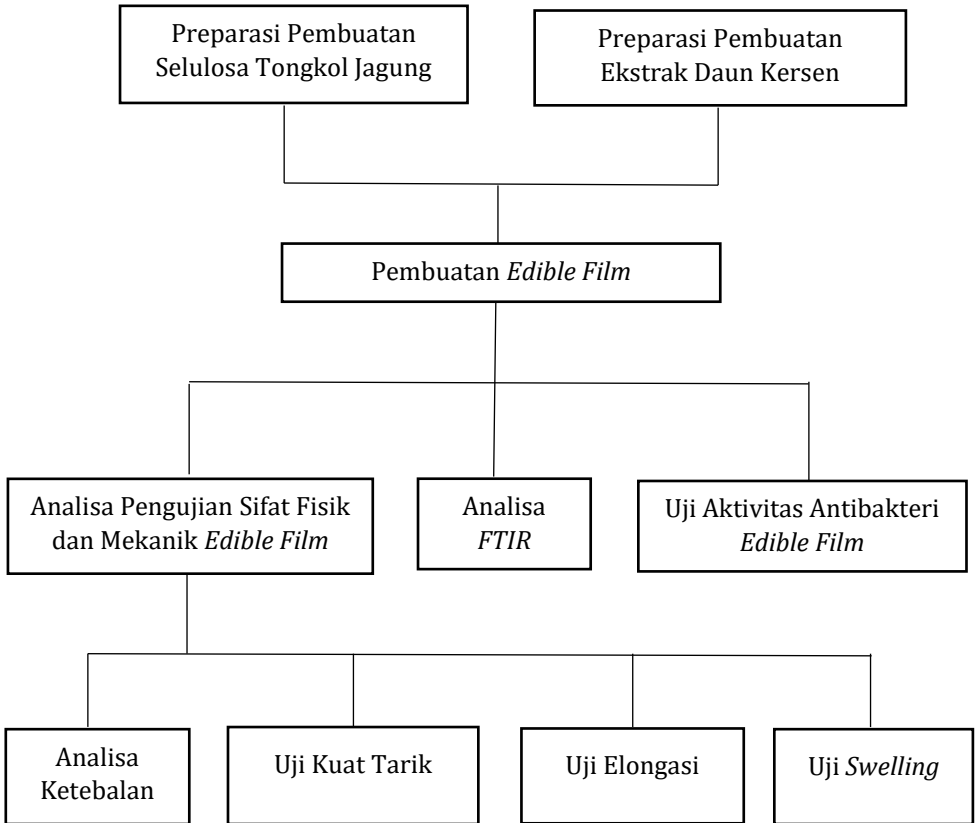 Preparasi Pembuatan
Selulosa Tongkol Jagung
Preparasi Pembuatan
Ekstrak Daun Kersen
Pembuatan Edible Film
Analisa Pengujian Sifat Fisik
dan Mekanik Edible Film
Analisa
FTIR
Uji Aktivitas Antibakteri
Edible Film
Analisa
Ketebalan
Uji Kuat Tarik
Uji Elongasi
Uji Swelling